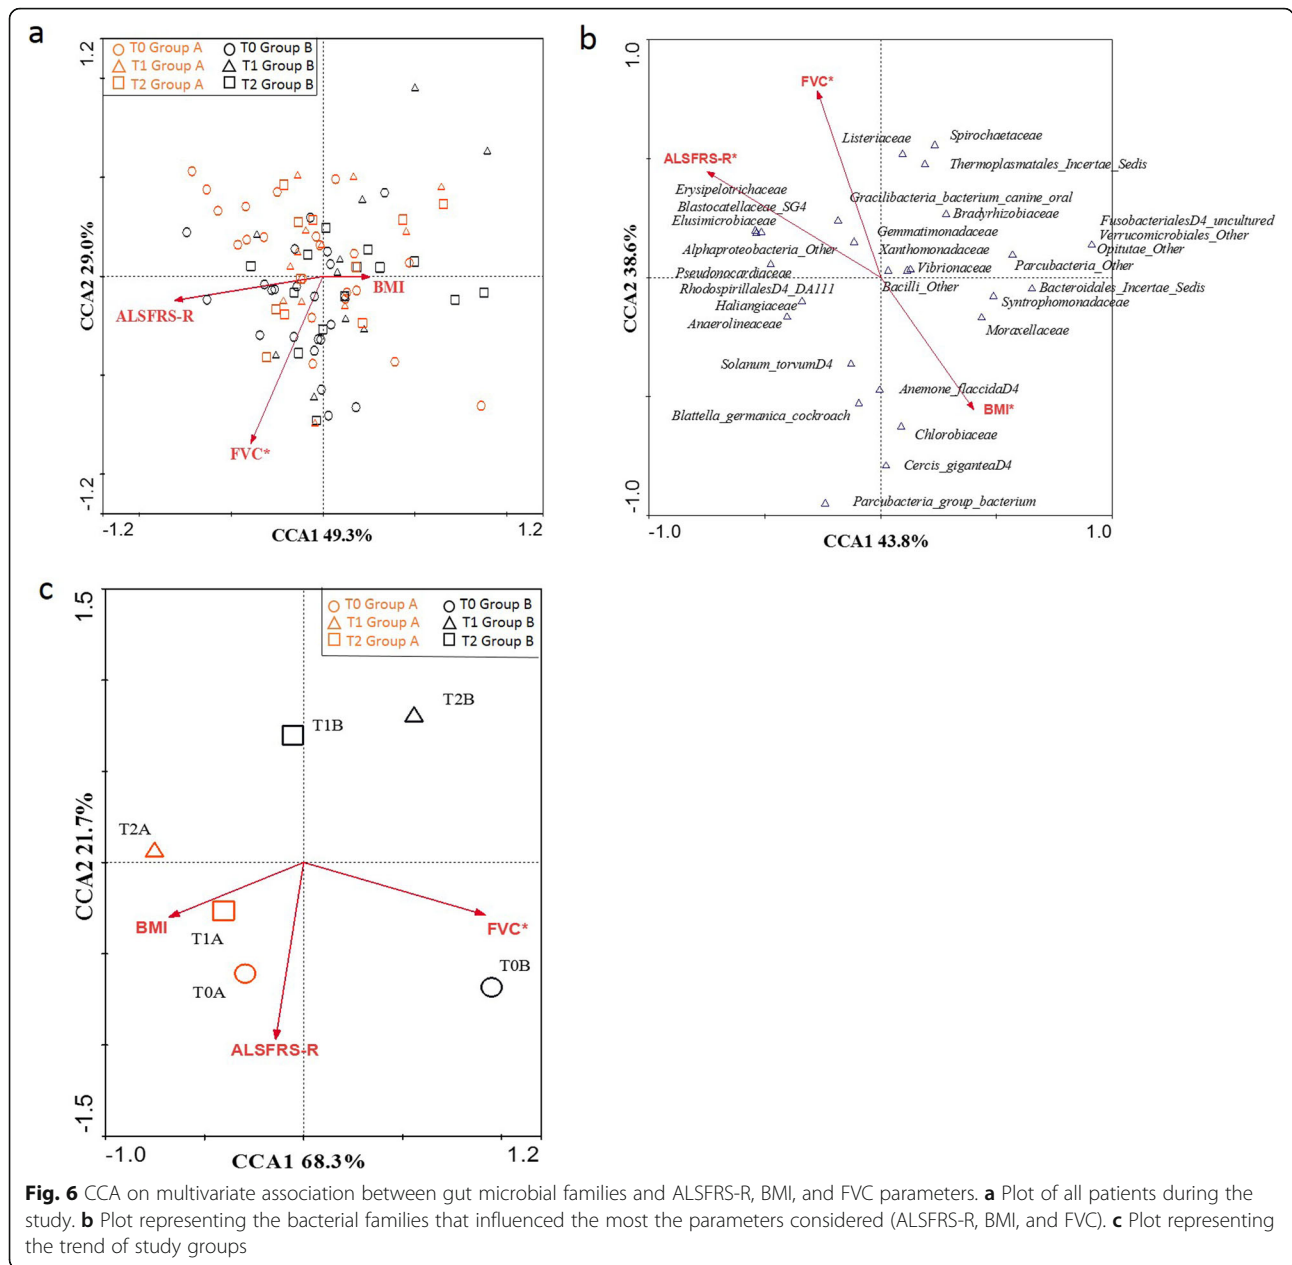 a
1.2
T0 Group A
T0 Group B
T1 Group A
T1 Group B
T2 Group A
T2 Group B
CCA2 29.0%
BMI
ALSFRS-R
FVC*
-1.2
-1.2
CCA1 49.3%
1.2
b
1.0
FVC*
Listeriaceae
Spirochaetaceae
ALSFRS-R*
Thermoplasmatales_Incertae_Sedis
Erysipelotrichaceae
Gracilibacteria_bacterium_canine_oral
Blastocatellaceae_SG4
Bradyrhizobiaceae
Elusimicrobiaceae
Gemmatimonadaceae
FusobacterialesD4_uncultured
Verrucomicrobiales_Other
Alphaproteobacteria_Other
Xanthomonadaceae
Opitutae_Other
Pseudonocardiaceae
Vibrionaceae
Parcubacteria_Other
RhodospirillalesD4_DA111
Bacilli_Other
Bacteroidales_Incertae_Sedis
Haliangiaceae
Syntrophomonadaceae
Anaerolineaceae
Moraxellaceae
CCA2 38.6%
Solanum_torvumD4
Anemone_flaccidaD4
Blattella_germanica_cockroach
BMI*
Chlorobiaceae
Cercis_giganteaD4
Parcubacteria_group_bacterium
-1.0
-1.0
CCA1 43.8%
1.0
c
1.5
T0 Group A
T0 Group B
T1 Group A
T1 Group B
T2 Group A
T2 Group B
T2B
T1B
CCA2 21.7%
T2A
BMI
T1A
FVC*
T0B
T0A
ALSFRS-R
-1.5
-1.0
CCA1 68.3%
1.2
Fig. 6 CCA on multivariate association between gut microbial families and ALSFRS-R, BMI, and FVC parameters. a Plot of all patients during the
study. b Plot representing the bacterial families that influenced the most the parameters considered (ALSFRS-R, BMI, and FVC). c Plot representing
the trend of study groups